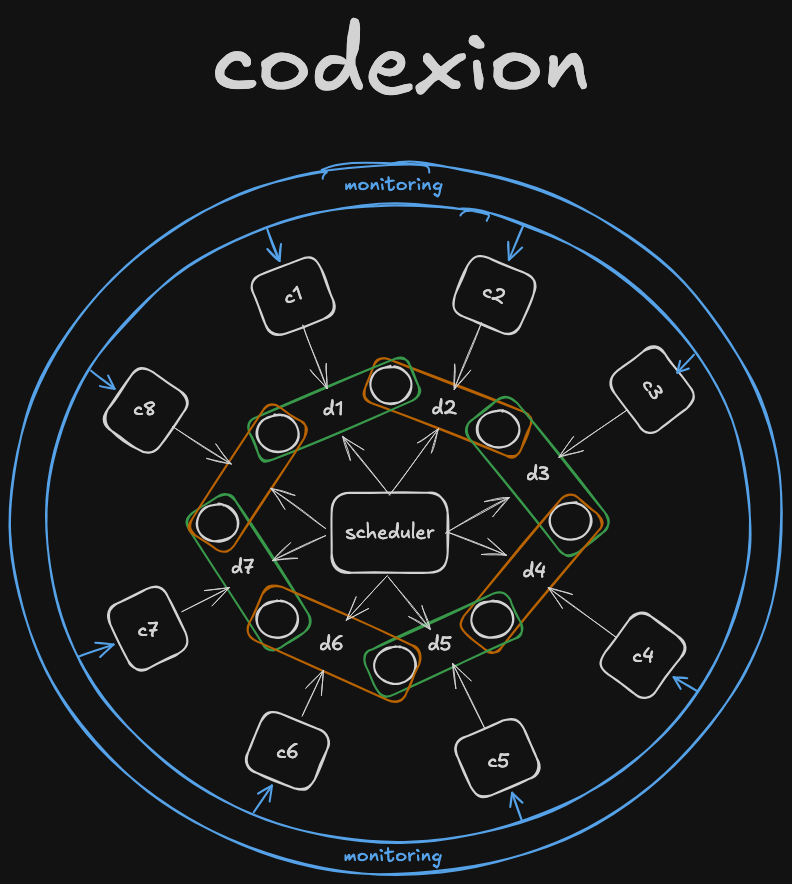 codexion
monitoring
c1
c2
c3
c8
d1
d2
d3
scheduler
d7
d4
d6
d5
c7
c4
c6
c5
monitoring